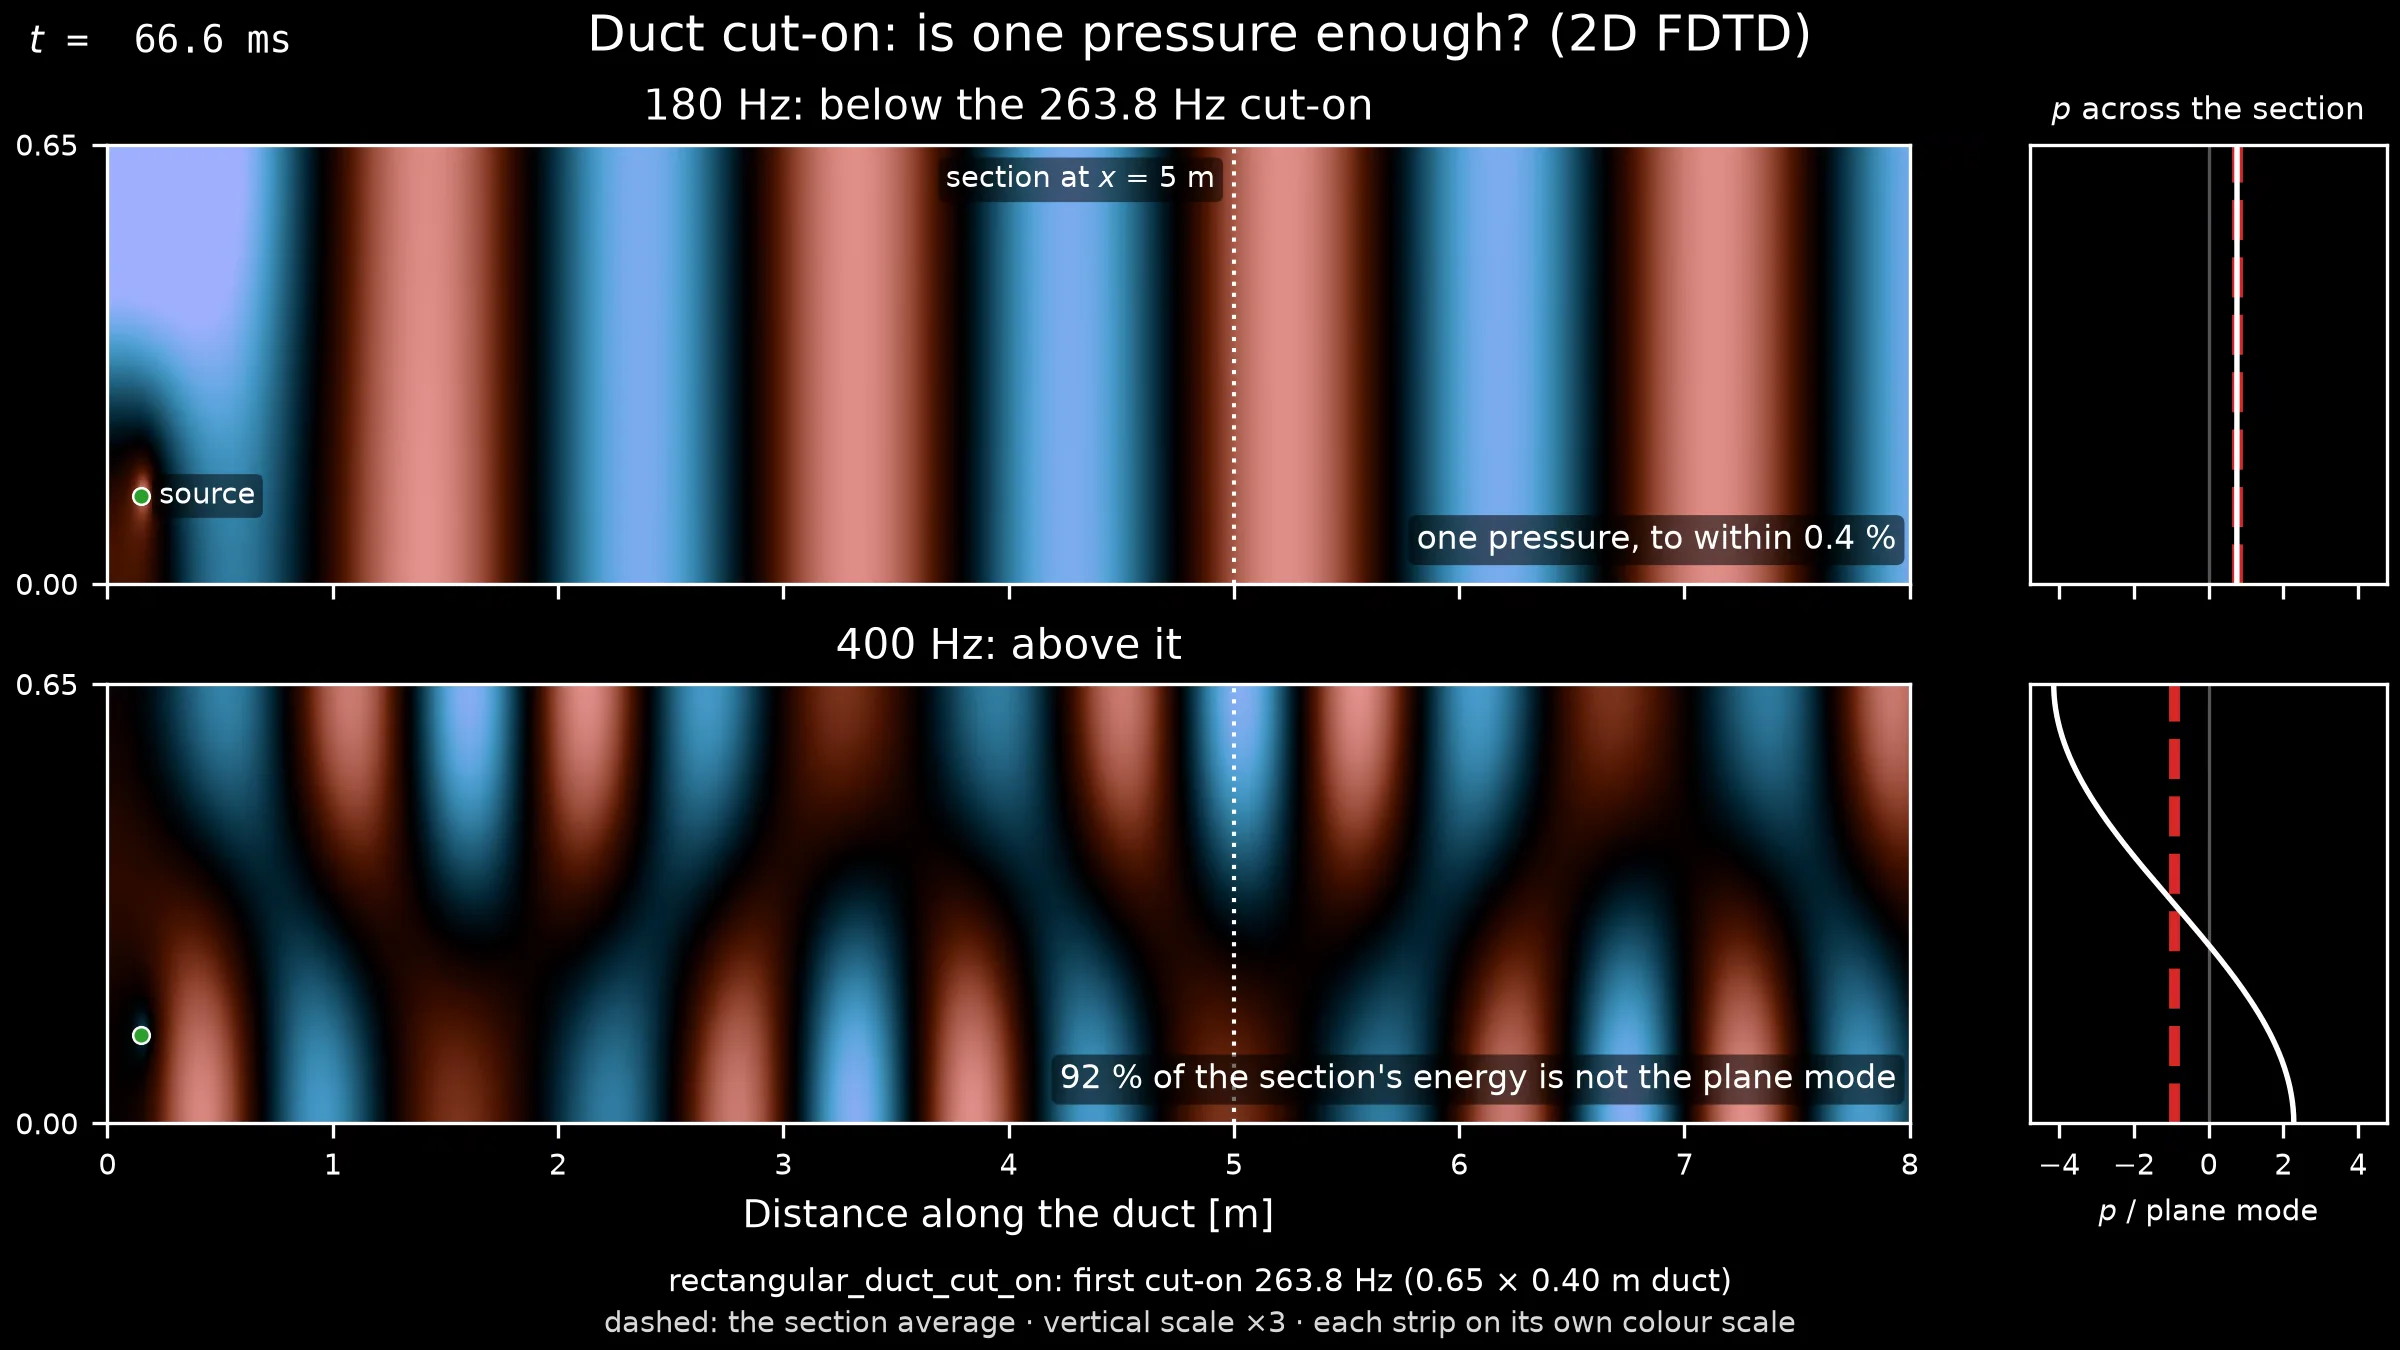 t = 66.6 ms
Duct cut-on: is one pressure enough? (2D FDTD)
180 Hz: below the 263.8 Hz cut-on
p across the section
0.65
section at x = 5 m
source
one pressure, to within 0.4 %
0.00
400 Hz: above it
0.65
92 % of the section's energy is not the plane mode
0.00
0 1 2 3 4 5 6 7 8
−4 −2 0 2 4
Distance along the duct [m]
p / plane mode
rectangular_duct_cut_on: first cut-on 263.8 Hz (0.65 × 0.40 m duct)
dashed: the section average · vertical scale ×3 · each strip on its own colour scale